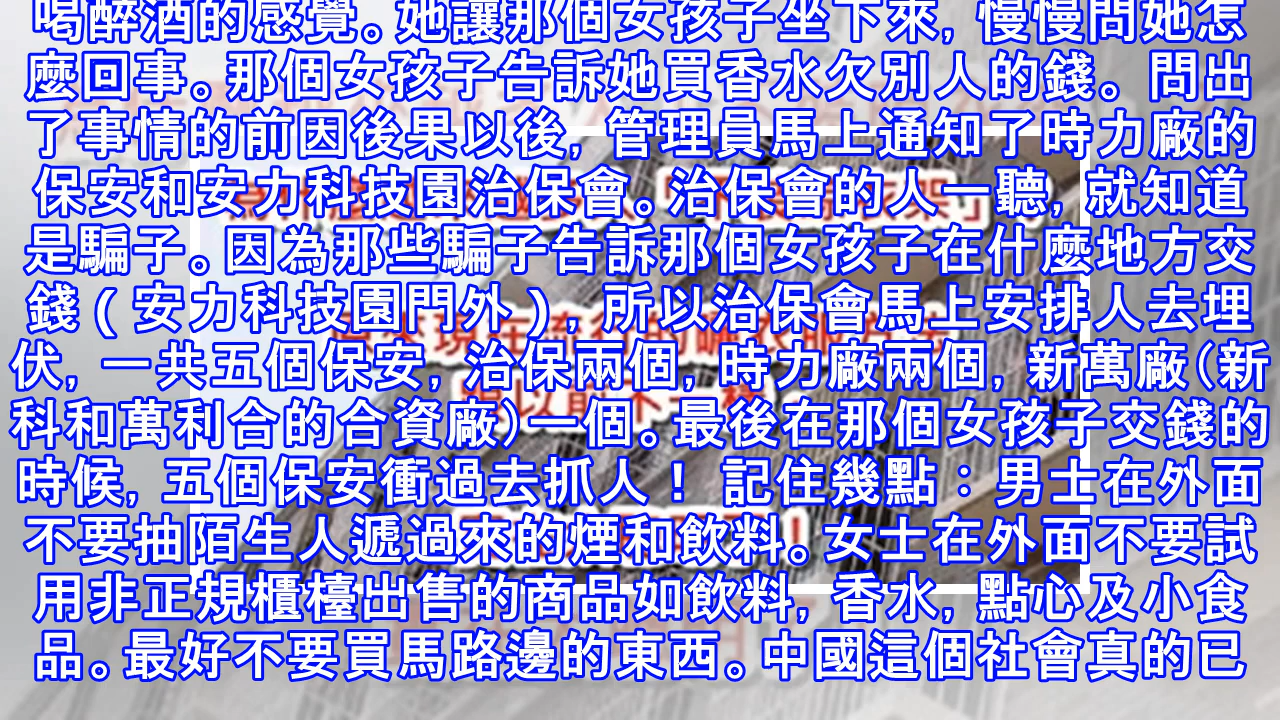 喝醉酒的感覺。她讓那個女孩子坐下來, 慢慢問她怎
麼回事。那個女孩子告訴她買香水欠別人的錢。 問出
了事情的前因後果以後, 管理員馬上通知了時力廠的
保安和安力科技園治保會。治保會的人一聽, 就知道
是騙子。因為那些騙子告訴那個女孩子在什麼地方交
錢（安力科技園門外）, 所以治保會馬上安排人去埋
伏, 一共五個保安, 治保兩個, 時力廠兩個, 新萬廠(新
科和萬利合的合資廠)一個。最後在那個女孩子交錢的
時候, 五個保安衝過去抓人！ 記住幾點：男士在外面
不要抽陌生人遞過來的煙和飲料。女士在外面不要試
用非正規櫃檯出售的商品如飲料, 香水, 點心及小食
品。最好不要買馬路邊的東西。中國這個社會真的已